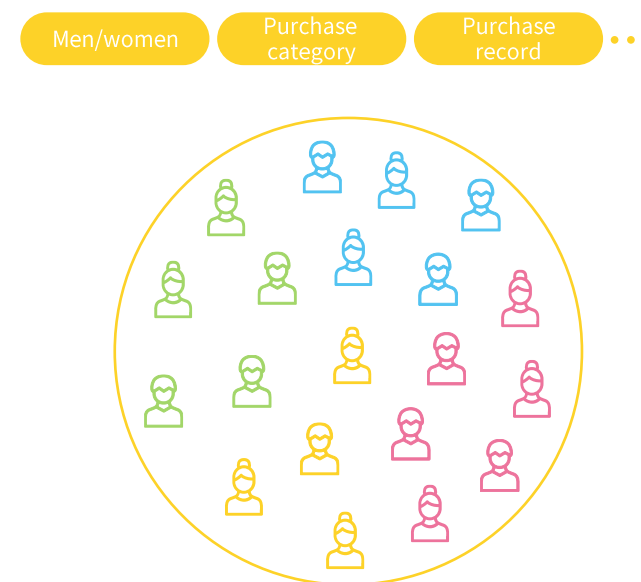 Men/women
Purchase
category
Purchase
record